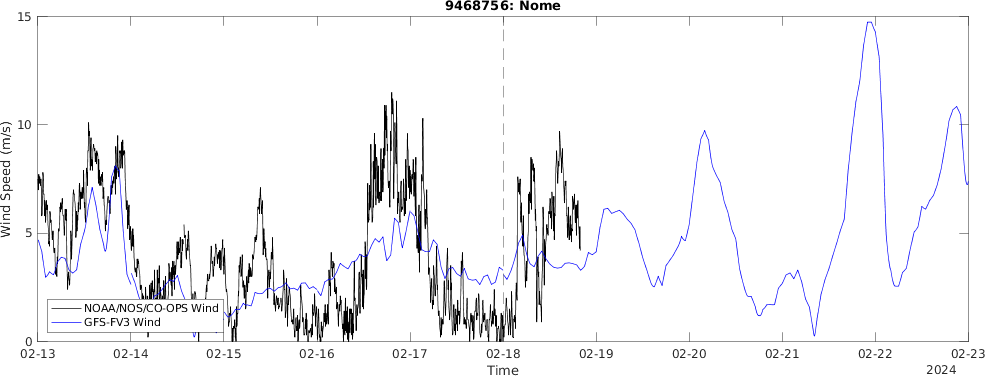 9468756: Nome
15
10
5
0
Wind Speed (m/s)
NOAA/NOS/CO-OPS Wind
GFS-FV3 Wind
02-13 02-14 02-15 02-16 02-17 02-18 02-19 02-20 02-21 02-22 02-23
Time
2024